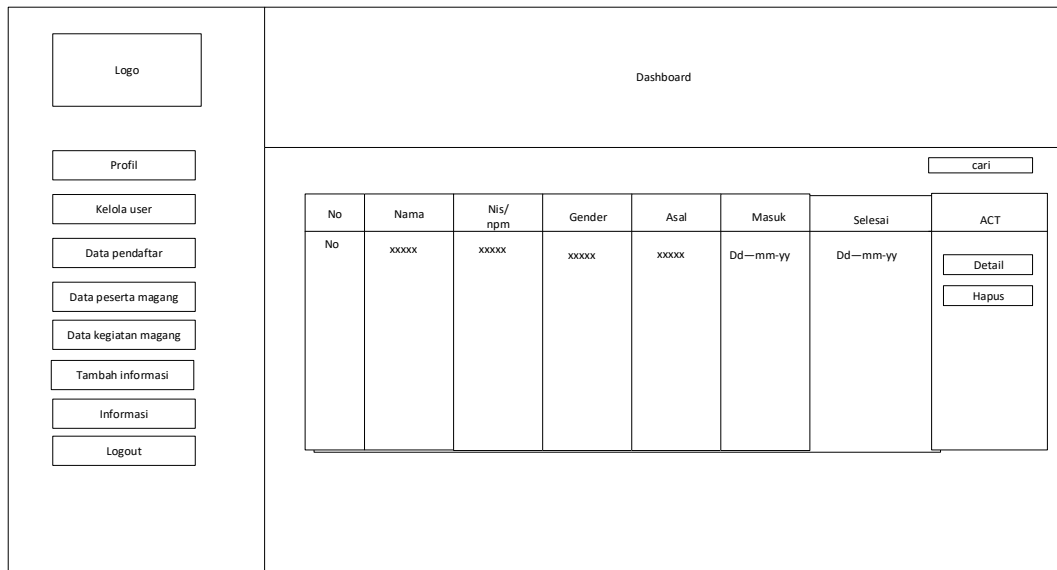 Logo
Dashboard
Profil
Kelola user
Data pendaftar
Data peserta magang
Data kegiatan magang
Tambah informasi
Informasi
Logout
cari
No Nama Nis/ Gender Asal Masuk Selesai ACT
npm
No xxxxx xxxxx xxxxx xxxxx Dd—mm-yy Dd—mm-yy
Detail
Hapus